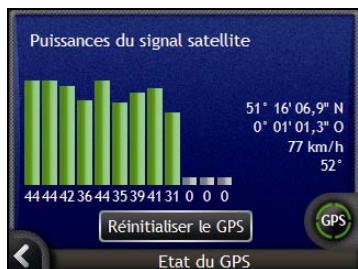 Puissances du signal satellite
51° 16' 06,9" N
0° 01' 01,3" O
77 km/h
52°
44 44 42 36 44 35 39 41 31 0 0 0
Réinitialiser le GPS
GPS
Etat du GPS